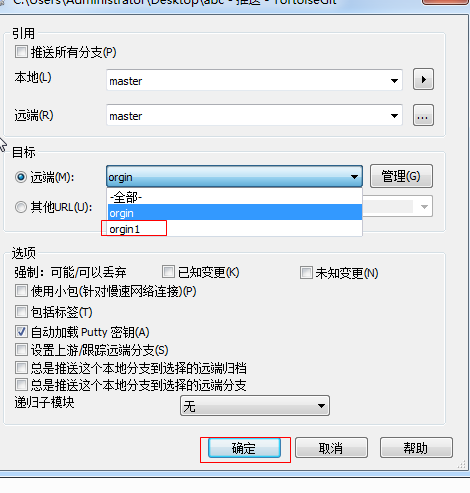 C:\Users\Administrator\Desktop\abc - 推送 - TortoiseGit
引用
推送所有分支(P)
本地(L) master
远端(R) master ...
目标
远端(M): orgin 管理(G)
-全部-
其他URL(U): orgin
orgin1
选项
强制：可能/可以丢弃 已知变更(K) 未知变更(N)
使用小包(针对慢速网络连接)(P)
包括标签(T)
自动加载 Putty 密钥(A)
设置上游/跟踪远端分支(S)
总是推送这个本地分支到选择的远端归档
总是推送这个本地分支到选择的远端分支
递归子模块 无
确定 取消 帮助